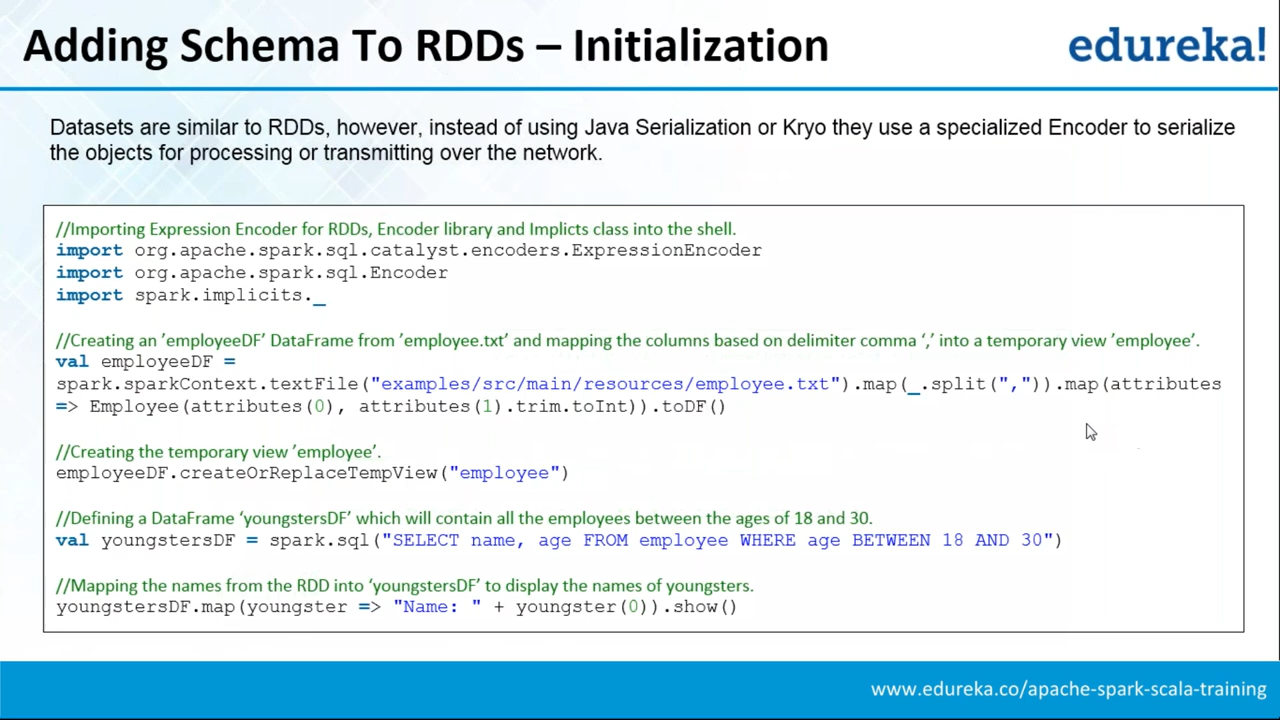 Adding Schema To RDDs – Initialization
edureka!
Datasets are similar to RDDs, however, instead of using Java Serialization or Kryo they use a specialized Encoder to serialize
the objects for processing or transmitting over the network.
//Importing Expression Encoder for RDDs, Encoder library and Implicts class into the shell.
import org.apache.spark.sql.catalyst.encoders.ExpressionEncoder
import org.apache.spark.sql.Encoder
import spark.implicits._
//Creating an ’employeeDF’ DataFrame from ’employee.txt’ and mapping the columns based on delimiter comma ‘,’ into a temporary view ’employee’.
val employeeDF =
spark.sparkContext.textFile("examples/src/main/resources/employee.txt").map(_.split(",")).map(attributes
=> Employee(attributes(0), attributes(1).trim.toInt)).toDF()
//Creating the temporary view ’employee’.
employeeDF.createOrReplaceTempView("employee")
//Defining a DataFrame ‘youngstersDF’ which will contain all the employees between the ages of 18 and 30.
val youngstersDF = spark.sql("SELECT name, age FROM employee WHERE age BETWEEN 18 AND 30")
//Mapping the names from the RDD into ‘youngstersDF’ to display the names of youngsters.
youngstersDF.map(youngster => "Name: " + youngster(0)).show()
www.edureka.co/apache-spark-scala-training